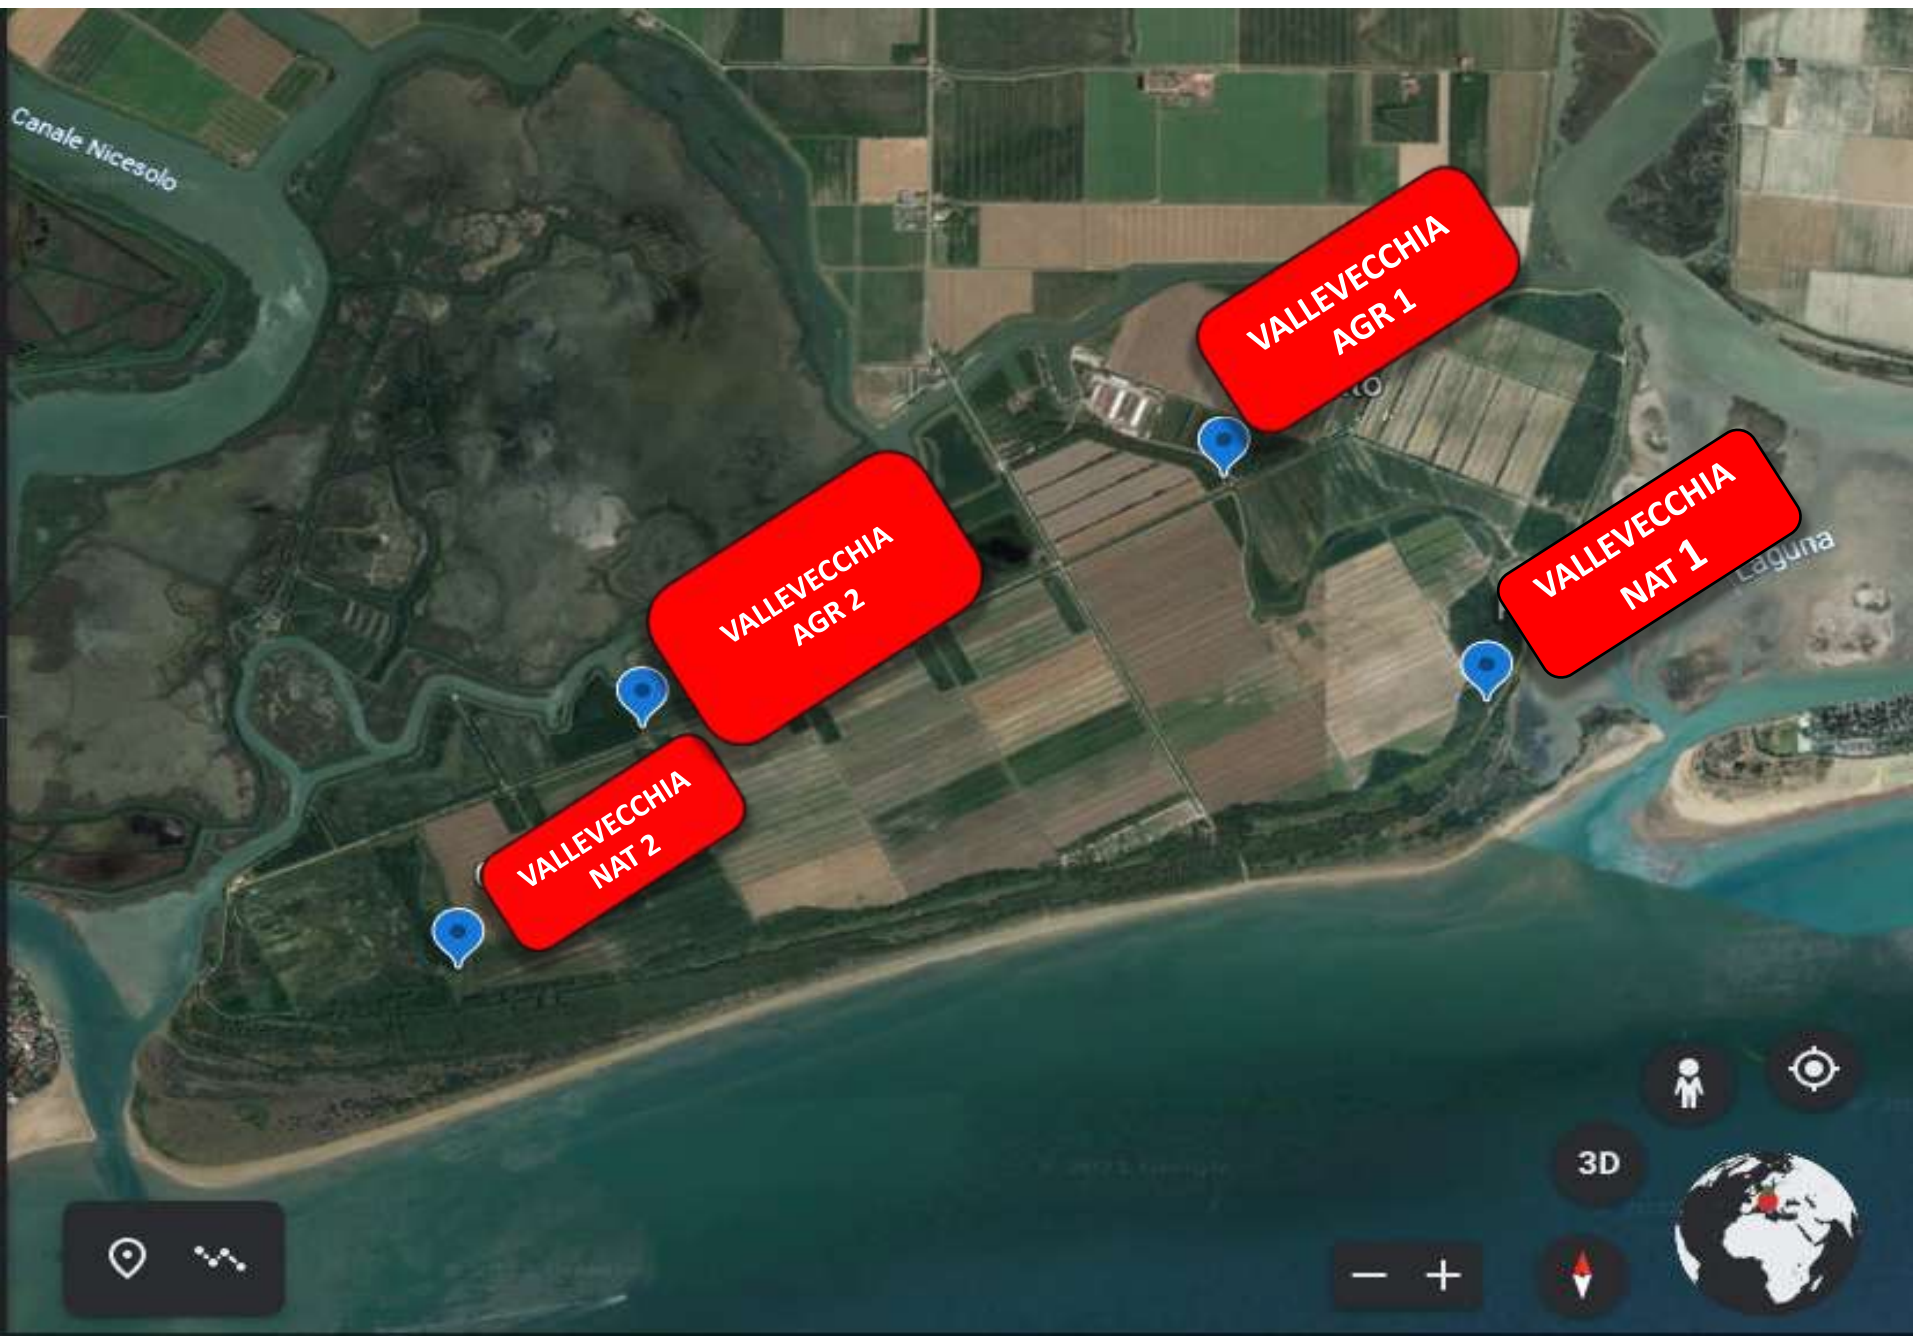 Canale Nicesolo
VALLEVECCHIA
AGR 1
VALLEVECCHIA
NAT 1
Laguna
VALLEVECCHIA
AGR 2
VALLEVECCHIA
NAT 2
3D